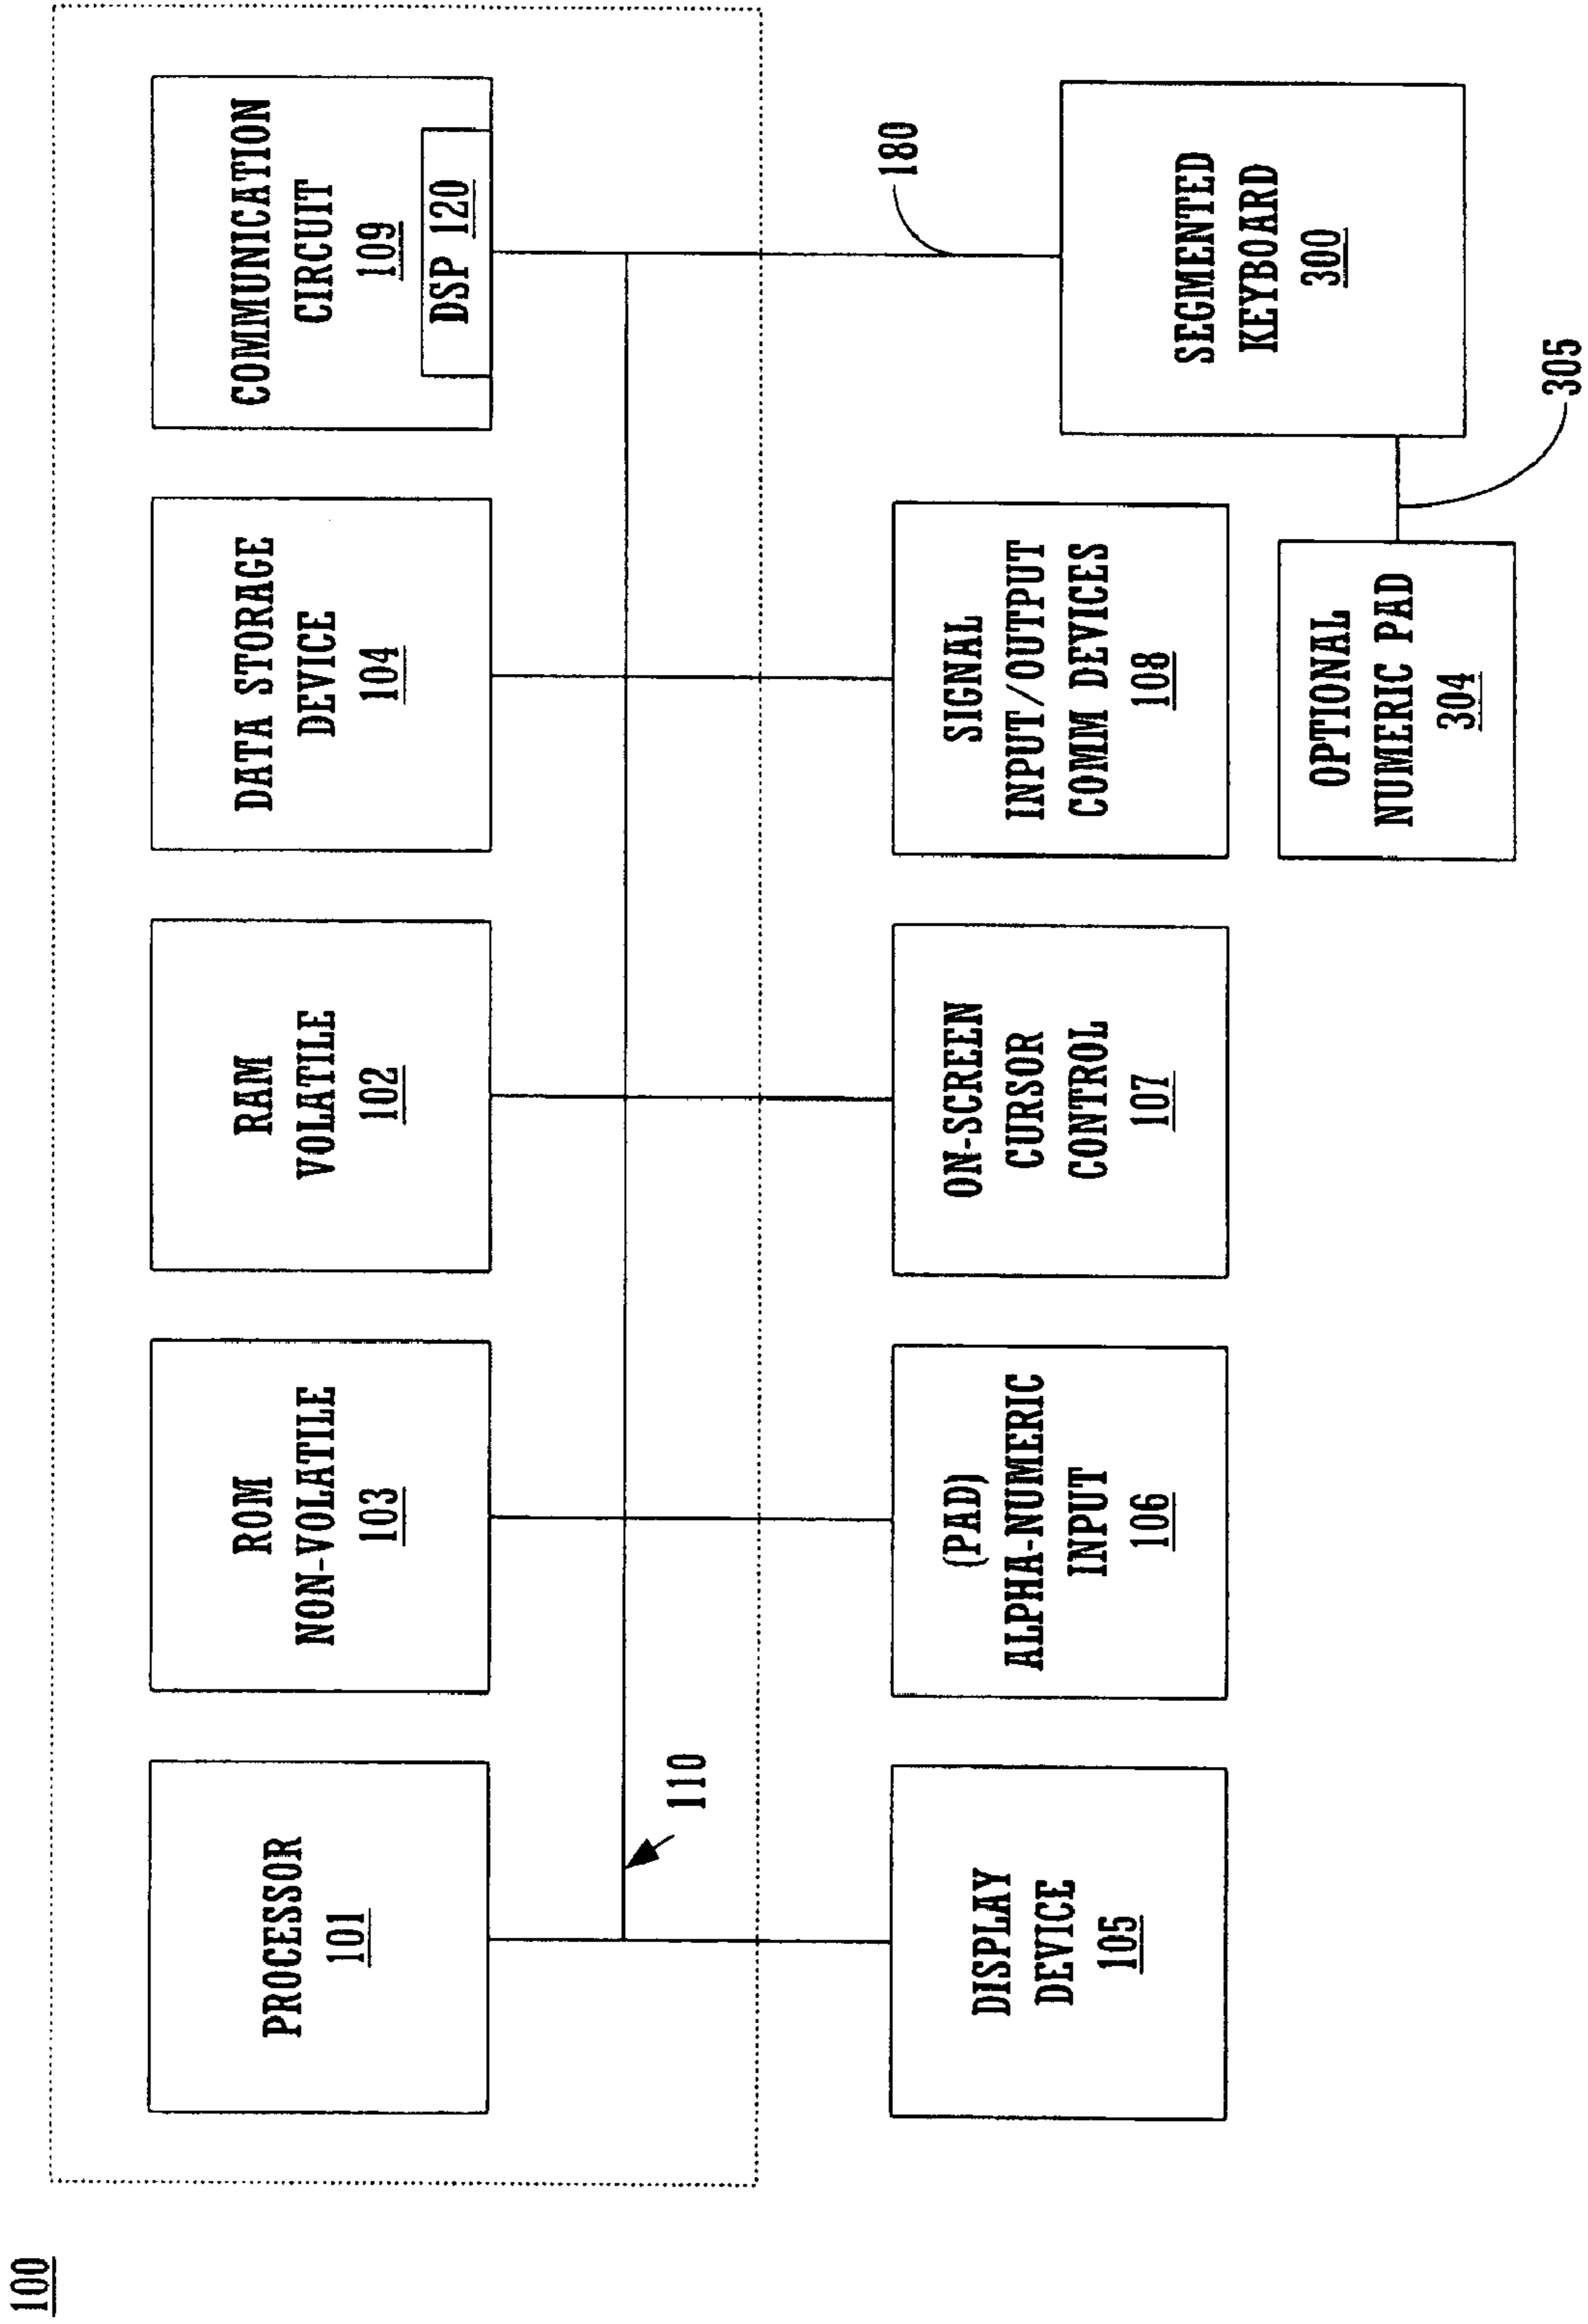 100
PROCESSOR
101
ROM
NON-VOLATILE
103
RAM
VOLATILE
102
DATA STORAGE
DEVICE
104
COMMUNICATION
CIRCUIT
109
DSP 120
110
180
DISPLAY
DEVICE
105
(PAD)
ALPHA-NUMERIC
INPUT
106
ON-SCREEN
CURSOR
CONTROL
107
SIGNAL
INPUT/OUTPUT
COMM DEVICES
108
SEGMENTED
KEYBOARD
300
OPTIONAL
NUMERIC PAD
304
305